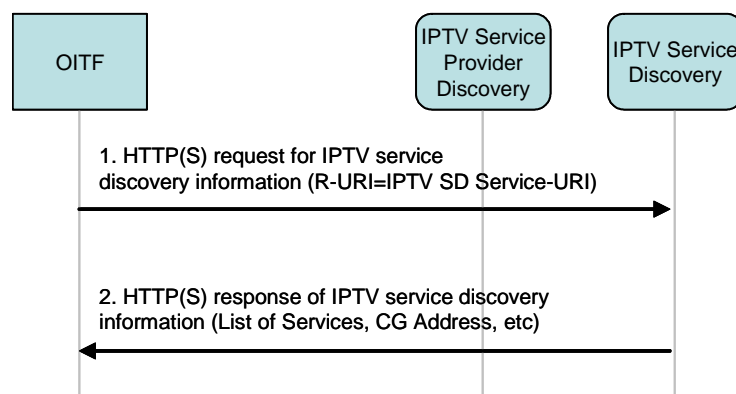 OITF
IPTV Service
Provider
Discovery
IPTV Service
Discovery
1. HTTP(S) request for IPTV service
discovery information (R-URI=IPTV SD Service-URI)
2. HTTP(S) response of IPTV service discovery
information (List of Services, CG Address, etc)